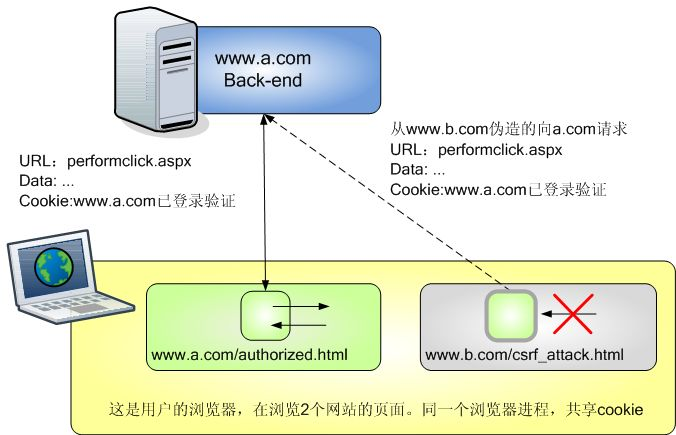 www.a.com
Back-end
从www.b.com伪造的向a.com请求
URL：performclick.aspx
Data: ...
Cookie:www.a.com已登录验证
URL：performclick.aspx
Data: ...
Cookie:www.a.com已登录验证
www.a.com/authorized.html
www.b.com/csrf_attack.html
这是用户的浏览器，在浏览2个网站的页面。同一个浏览器进程，共享cookie